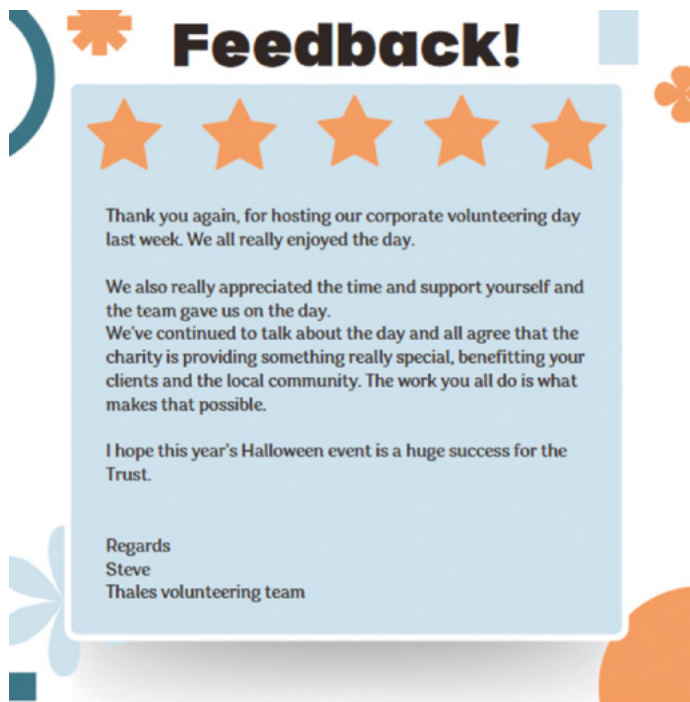 Feedback!
Thank you again, for hosting our corporate volunteering day
last week. We all really enjoyed the day.
We also really appreciated the time and support yourself and
the team gave us on the day.
We've continued to talk about the day and all agree that the
charity is providing something really special, benefitting your
clients and the local community. The work you all do is what
makes that possible.
I hope this year's Halloween event is a huge success for the
Trust.
Regards
Steve
Thales volunteering team